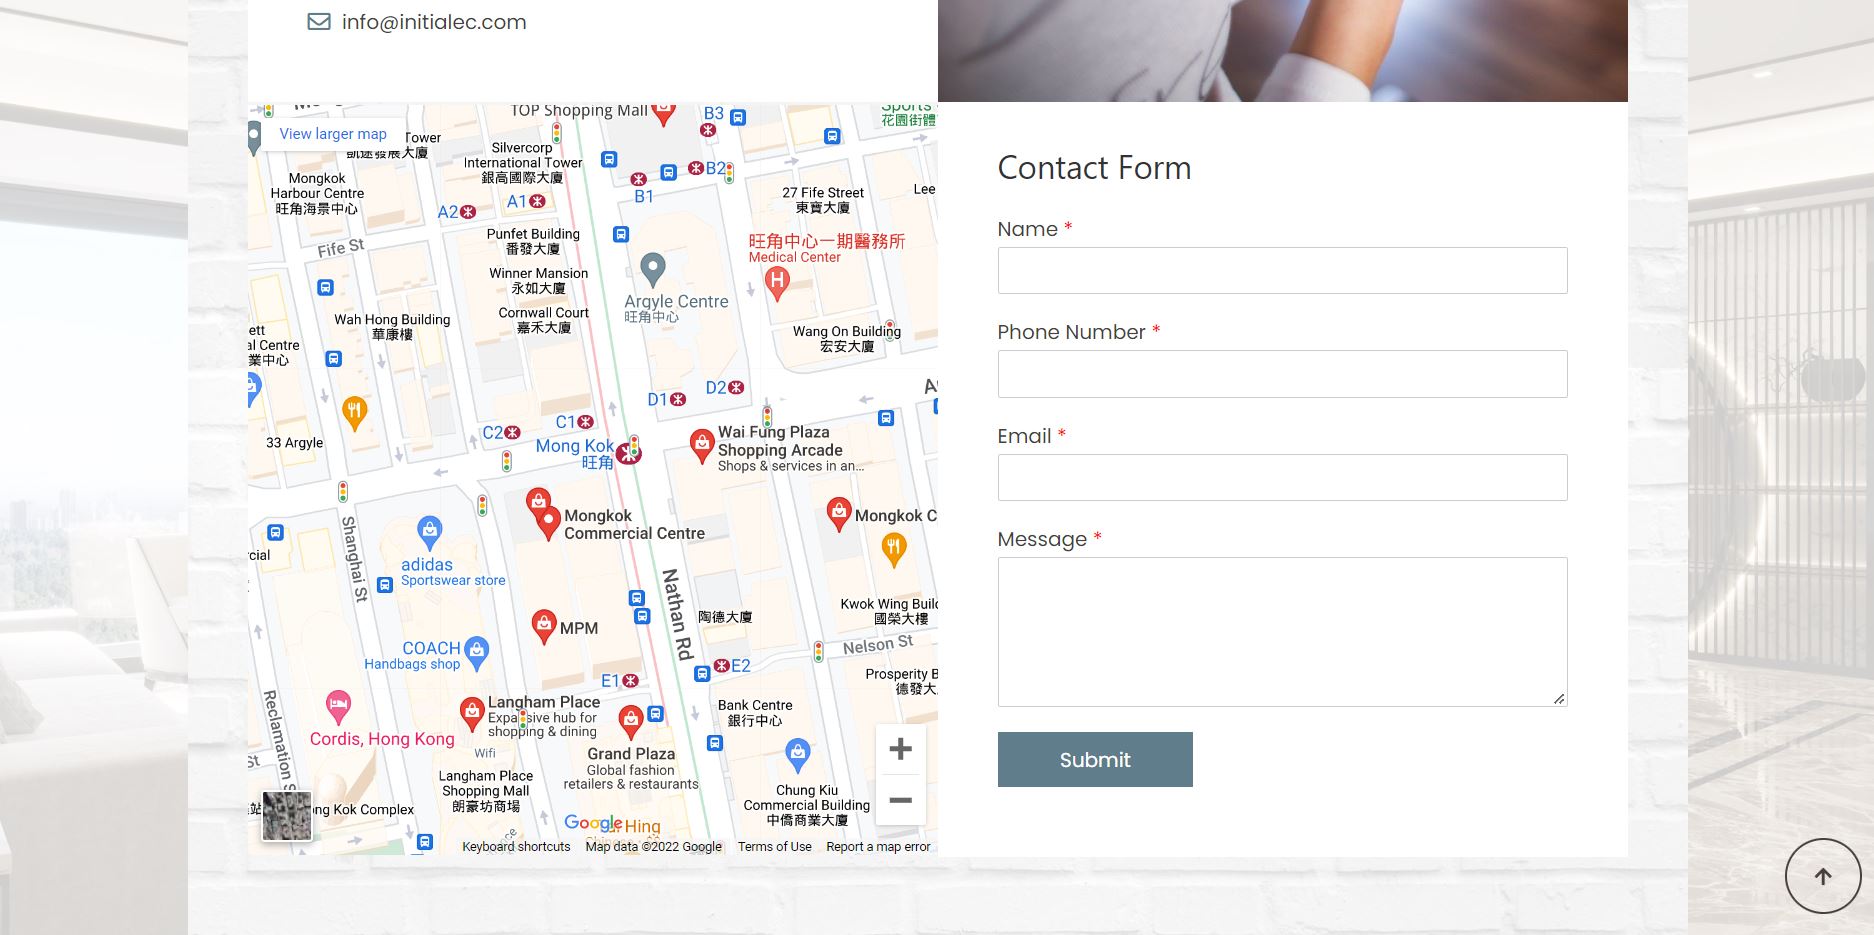 info@initialec.com
TOP Shopping Mall
B3
花園街體
View larger map
Tower
凱途發展大廈
Silvercorp
International Tower
銀高國際大廈
B2
Mongkok
Harbour Centre
旺角海景中心
A2
A1
B1
27 Fife Street
東寶大廈
Lee
Fife St
Punfet Building
番發大廈
旺角中心一期醫務所
Medical Center
Winner Mansion
永如大廈
Argyle Centre
旺角中心
Cornwall Court
嘉禾大廈
Wah Hong Building
華康樓
Wang On Building
宏安大廈
ett
al Centre
業中心
D2
D1
C1
C2
33 Argyle
Mong Kok
旺角
Wai Fung Plaza
Shopping Arcade
Shops & services in an...
Mongkok
Commercial Centre
Mongkok C
Shanghai St
cial
adidas
Sportswear store
Nathan Rd
陶德大廈
Kwok Wing Buil
國榮大樓
MPM
COACH
Handbags shop
Nelson St
E2
E1
Prosperity B
德發大
Reclamation S
Langham Place
Expansive hub for
shopping & dining
Bank Centre
銀行中心
Cordis, Hong Kong
Wifi
Grand Plaza
Global fashion
retailers & restaurants
St
Langham Place
Shopping Mall
朗豪坊商場
Chung Kiu
Commercial Building
中僑商業大廈
ng Kok Complex
Google
Hing
Keyboard shortcuts
Map data ©2022 Google
Terms of Use
Report a map error
Contact Form
Name *
Phone Number *
Email *
Message *
Submit